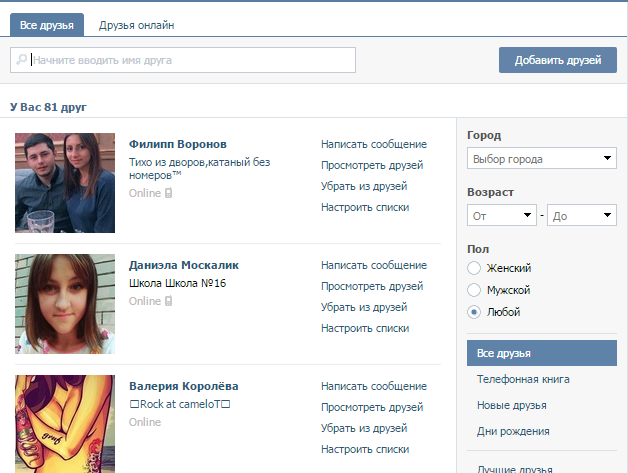 Все друзья
Друзья онлайн
Начните вводить имя друга
Добавить друзей
У Вас 81 друг
Филипп Воронов
Тихо из дворов,катаный без
номеров™
Online
Написать сообщение
Просмотреть друзей
Убрать из друзей
Настроить списки
Даниэла Москалик
Школа Школа №16
Online
Написать сообщение
Просмотреть друзей
Убрать из друзей
Настроить списки
Валерия Королёва
□Rock at cameloT□
Online
Написать сообщение
Просмотреть друзей
Убрать из друзей
Настроить списки
Город
Выбор города
Возраст
От
-
До
Пол
Женский
Мужской
Любой
Все друзья
Телефонная книга
Новые друзья
Дни рождения
Лучшие друзья